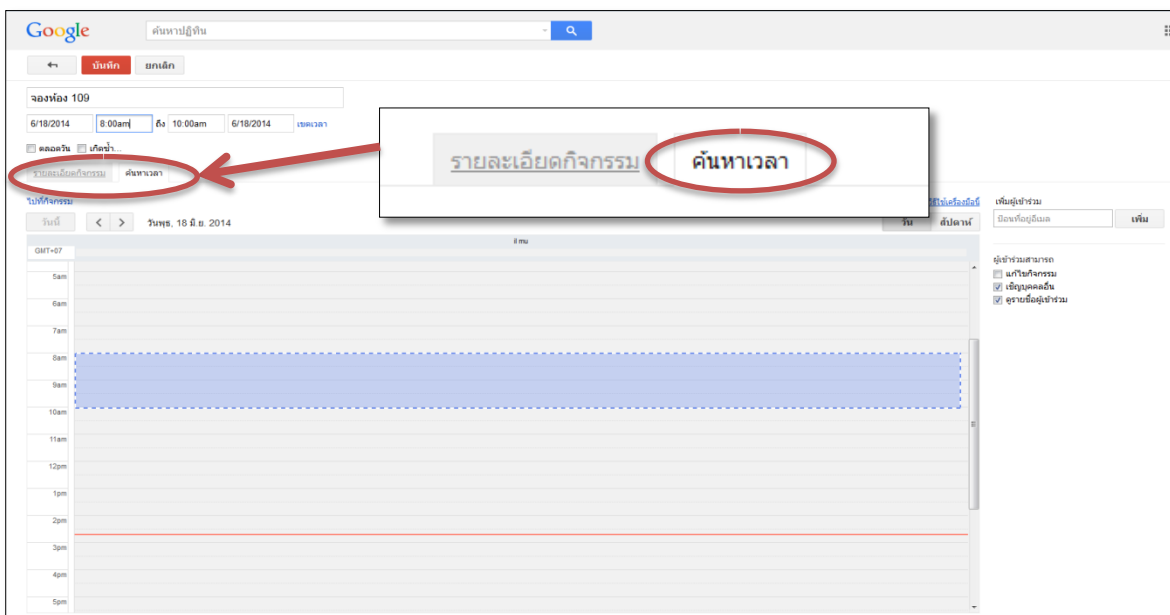 Google ค้นหาปฏิทิน
บันทึก ยกเลิก
จองห้อง 109
6/18/2014 8:00am ถึง 10:00am 6/18/2014 เขตเวลา
ตลอดวัน เกิดซ้ำ...
รายละเอียดกิจกรรม ค้นหาเวลา
รายละเอียดกิจกรรม ค้นหาเวลา
ไปที่กิจกรรม
วันนี้ < > วันพุธ, 18 มิ.ย. 2014 วัน สัปดาห์
เพิ่มผู้เข้าร่วม
ป้อนที่อยู่อีเมล เพิ่ม
ผู้เข้าร่วมสามารถ
แก้ไขกิจกรรม
เชิญบุคคลอื่น
ดูรายชื่อผู้เข้าร่วม
GMT+07
5am
6am
7am
8am
9am
10am
11am
12pm
1pm
2pm
3pm
4pm
5pm